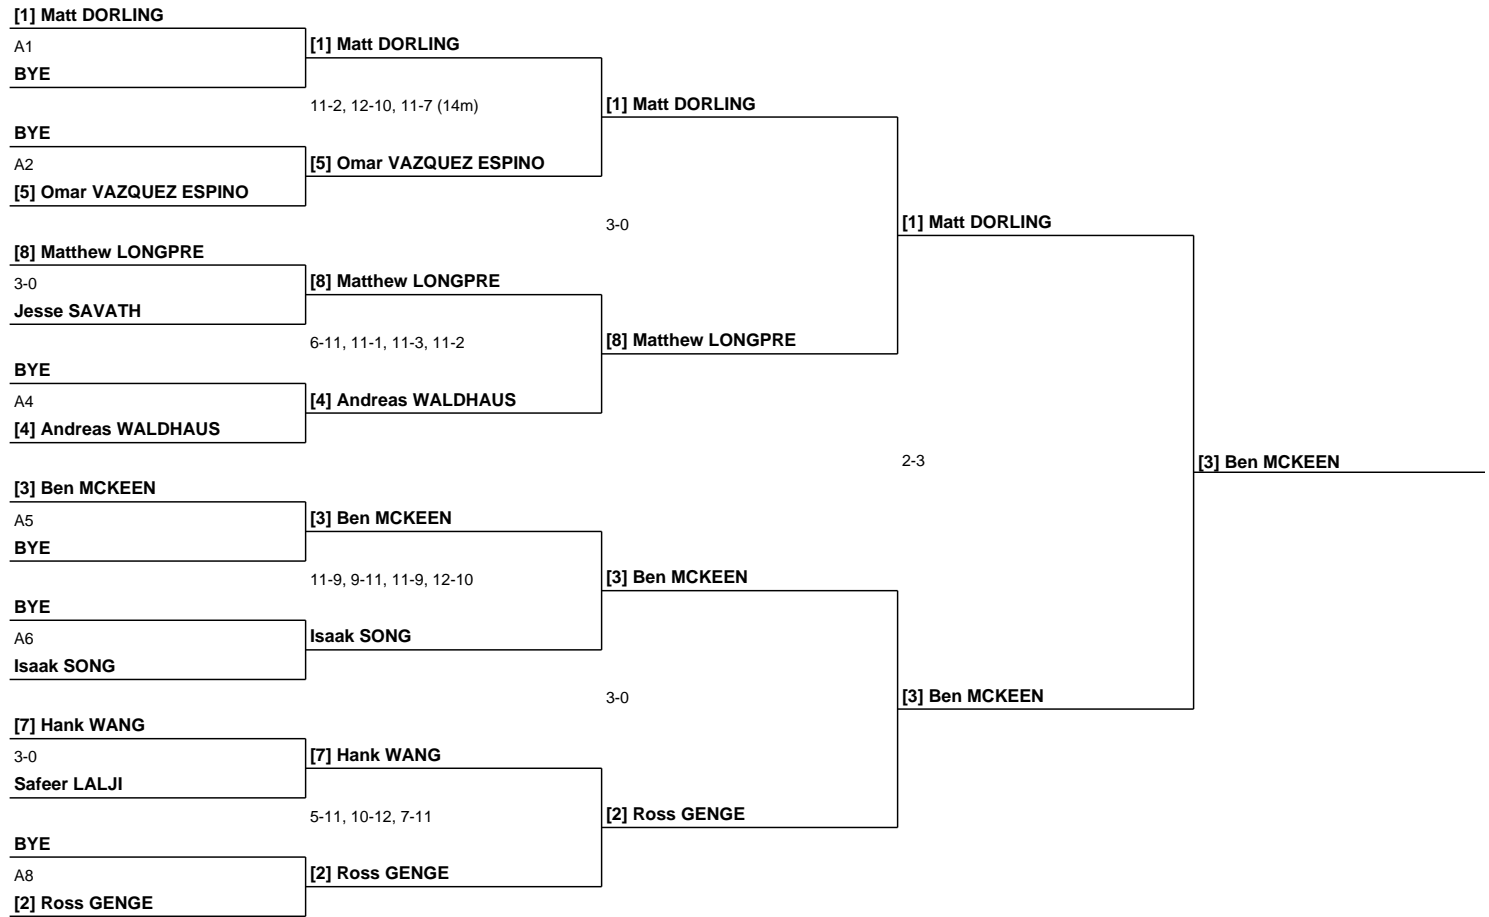 [1] Matt DORLING
A1
BYE
[1] Matt DORLING
11-2, 12-10, 11-7 (14m)
BYE
A2
[5] Omar VAZQUEZ ESPINO
[5] Omar VAZQUEZ ESPINO
[1] Matt DORLING
3-0
[8] Matthew LONGPRE
3-0
Jesse SAVATH
[8] Matthew LONGPRE
6-11, 11-1, 11-3, 11-2
BYE
A4
[4] Andreas WALDHAUS
[4] Andreas WALDHAUS
[8] Matthew LONGPRE
[1] Matt DORLING
2-3
[3] Ben MCKEEN
[3] Ben MCKEEN
A5
BYE
[3] Ben MCKEEN
11-9, 9-11, 11-9, 12-10
BYE
A6
Isaak SONG
Isaak SONG
[3] Ben MCKEEN
3-0
[7] Hank WANG
3-0
Safeer LALJI
[7] Hank WANG
5-11, 10-12, 7-11
BYE
A8
[2] Ross GENGE
[2] Ross GENGE
[2] Ross GENGE
[3] Ben MCKEEN